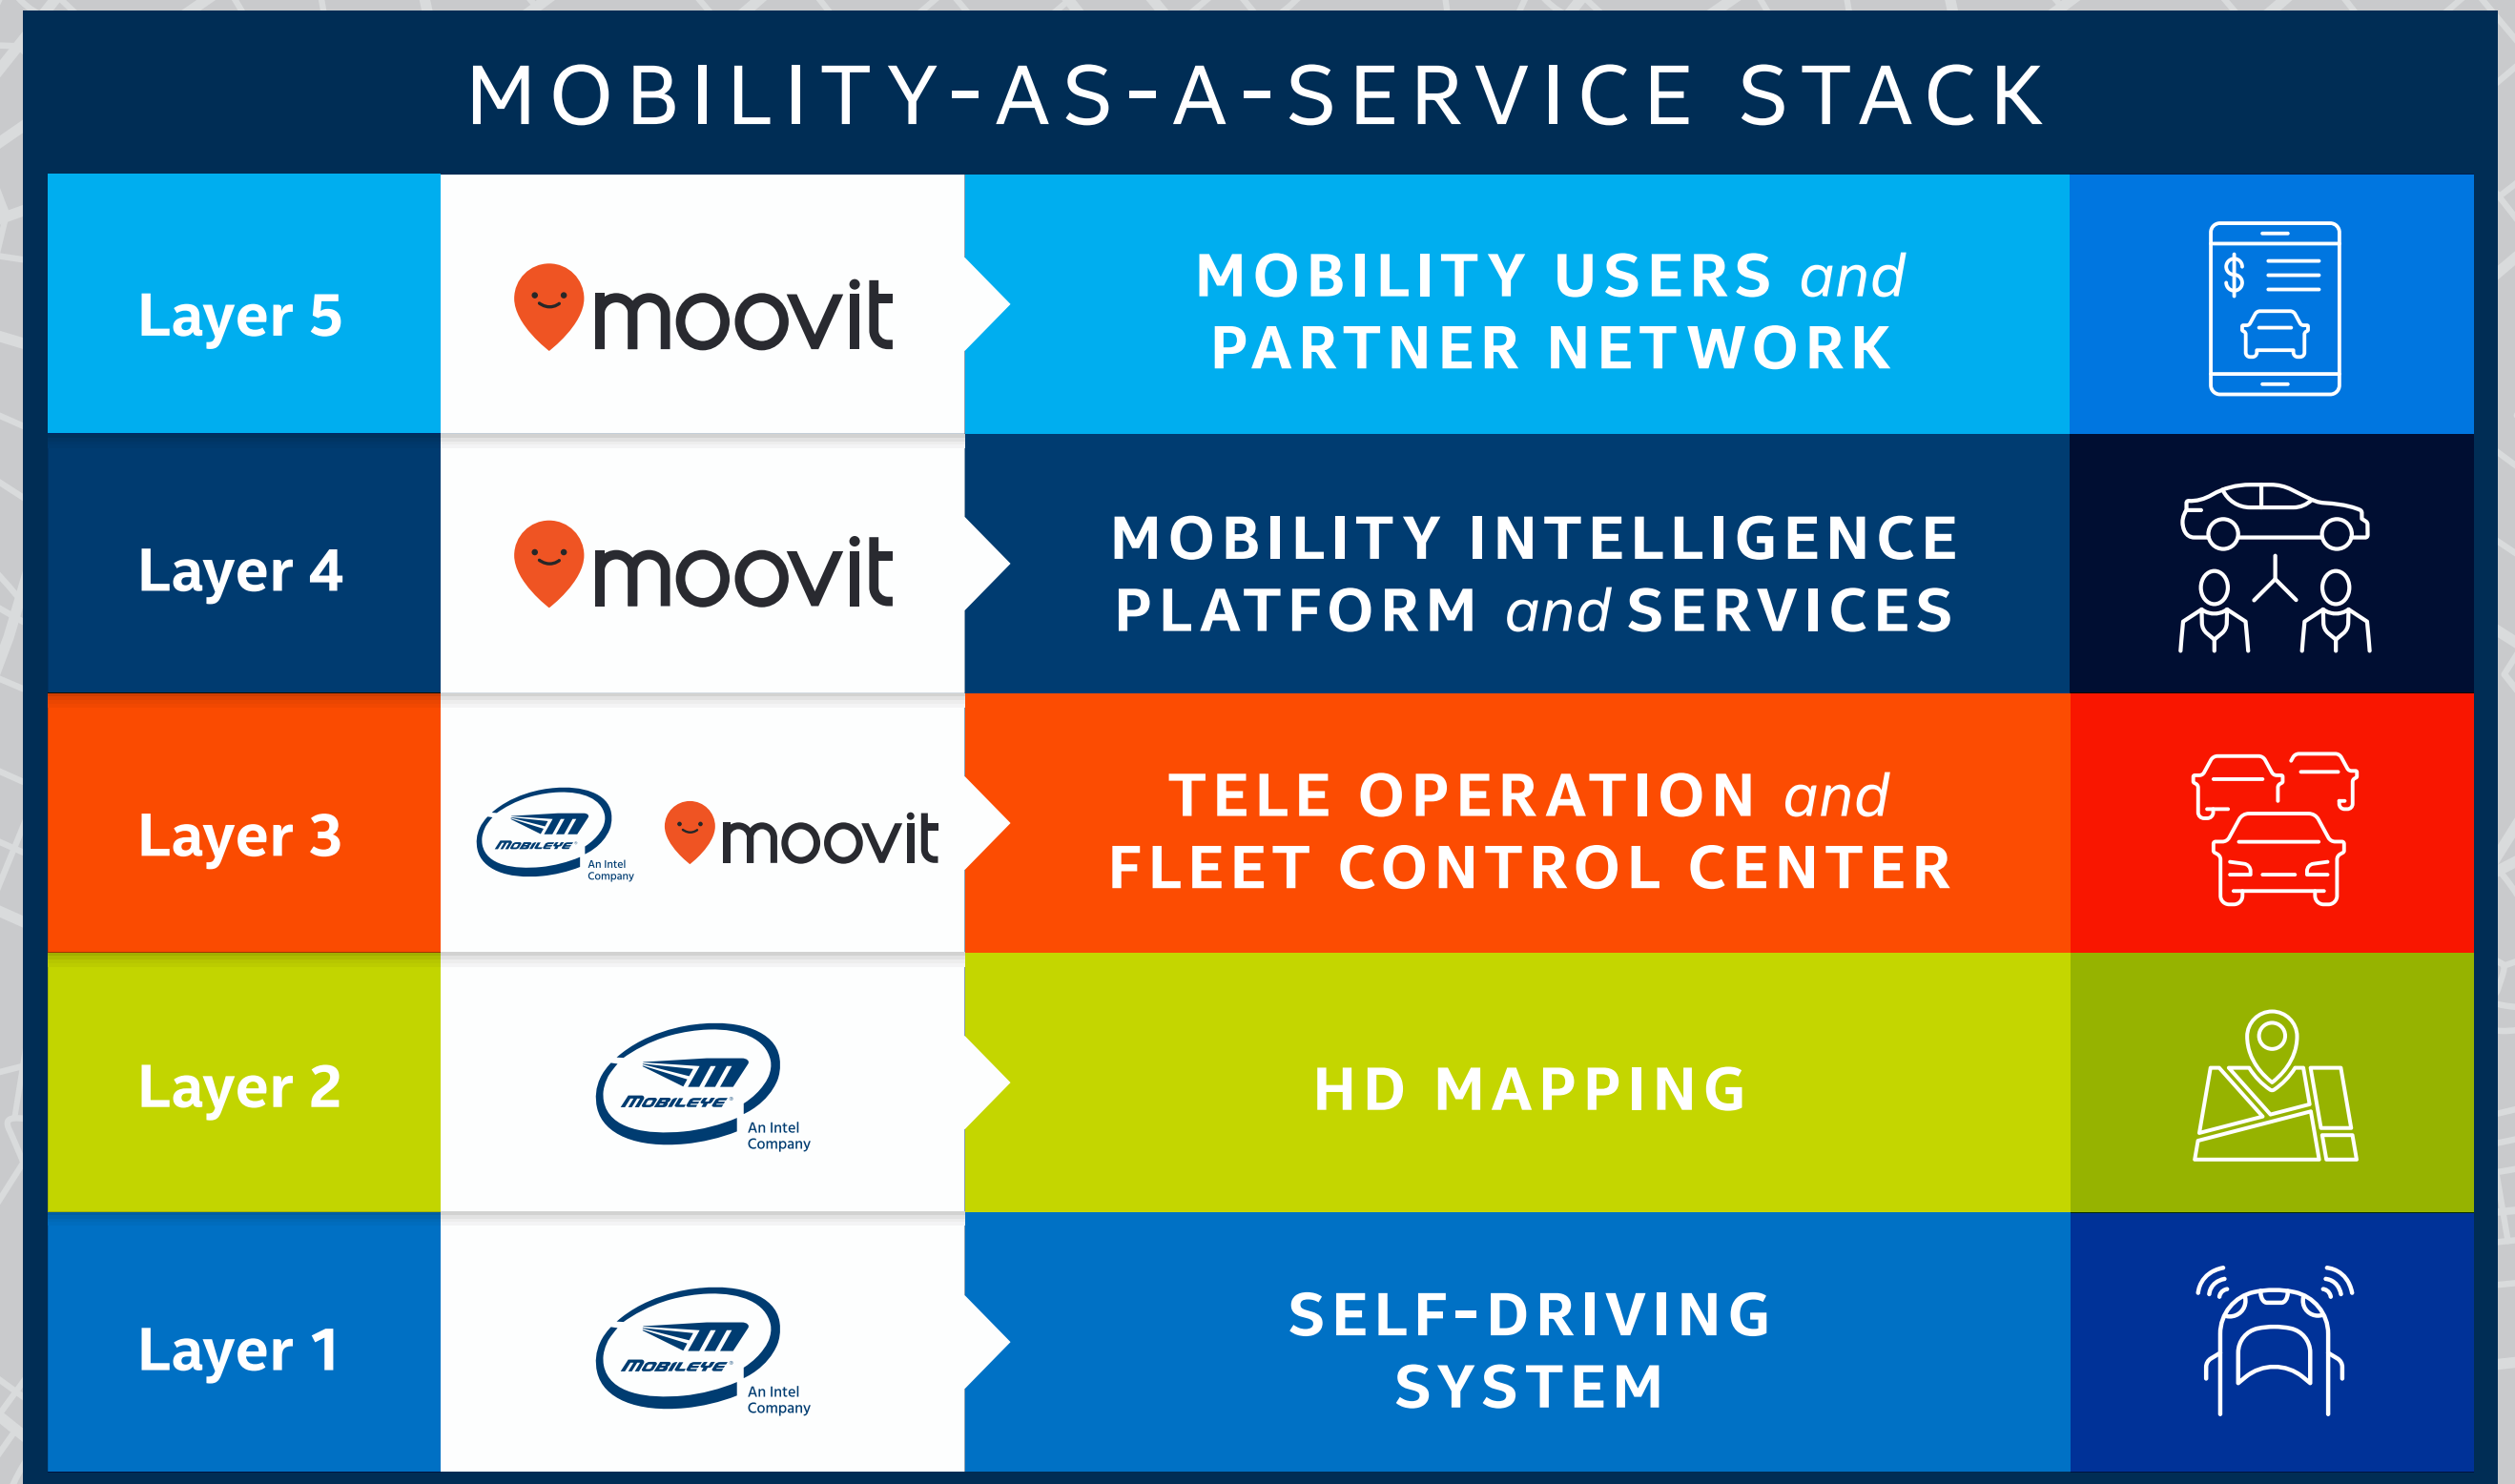 MOBILITY-AS-A-SERVICE STACK
Layer 5
moovit
MOBILITY USERS and
PARTNER NETWORK
$
Layer 4
moovit
MOBILITY INTELLIGENCE
PLATFORM and SERVICES
Layer 3
MOBILEYE®
An Intel
Company
moovit
TELE OPERATION and
FLEET CONTROL CENTER
Layer 2
MOBILEYE®
An Intel
Company
HD MAPPING
Layer 1
MOBILEYE®
An Intel
Company
SELF-DRIVING
SYSTEM